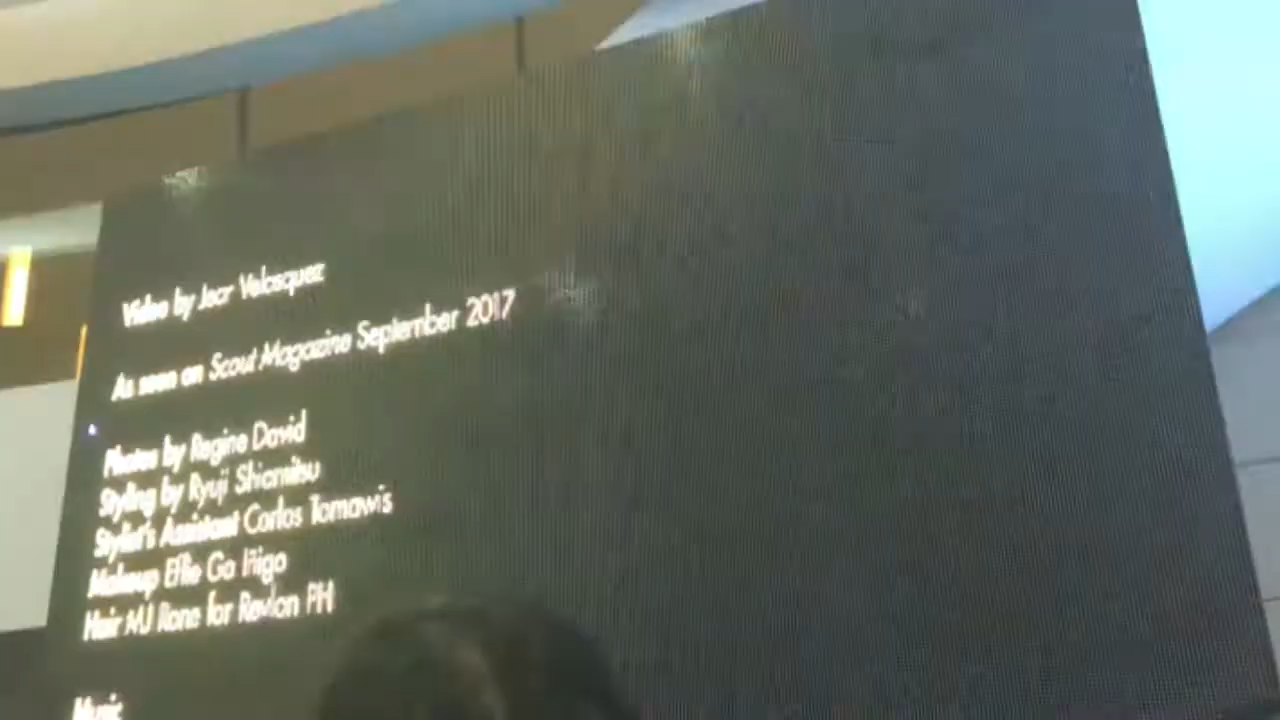 Video by Jacr Velasquez
As seen on Scout Magazine September 2017
Photos by Regine David
Styling by Ryuji Shiomitsu
Stylist's Assistant Carlos Tomawis
Makeup Effie Go Iñigo
Hair MJ Rone for Revlon PH
Music